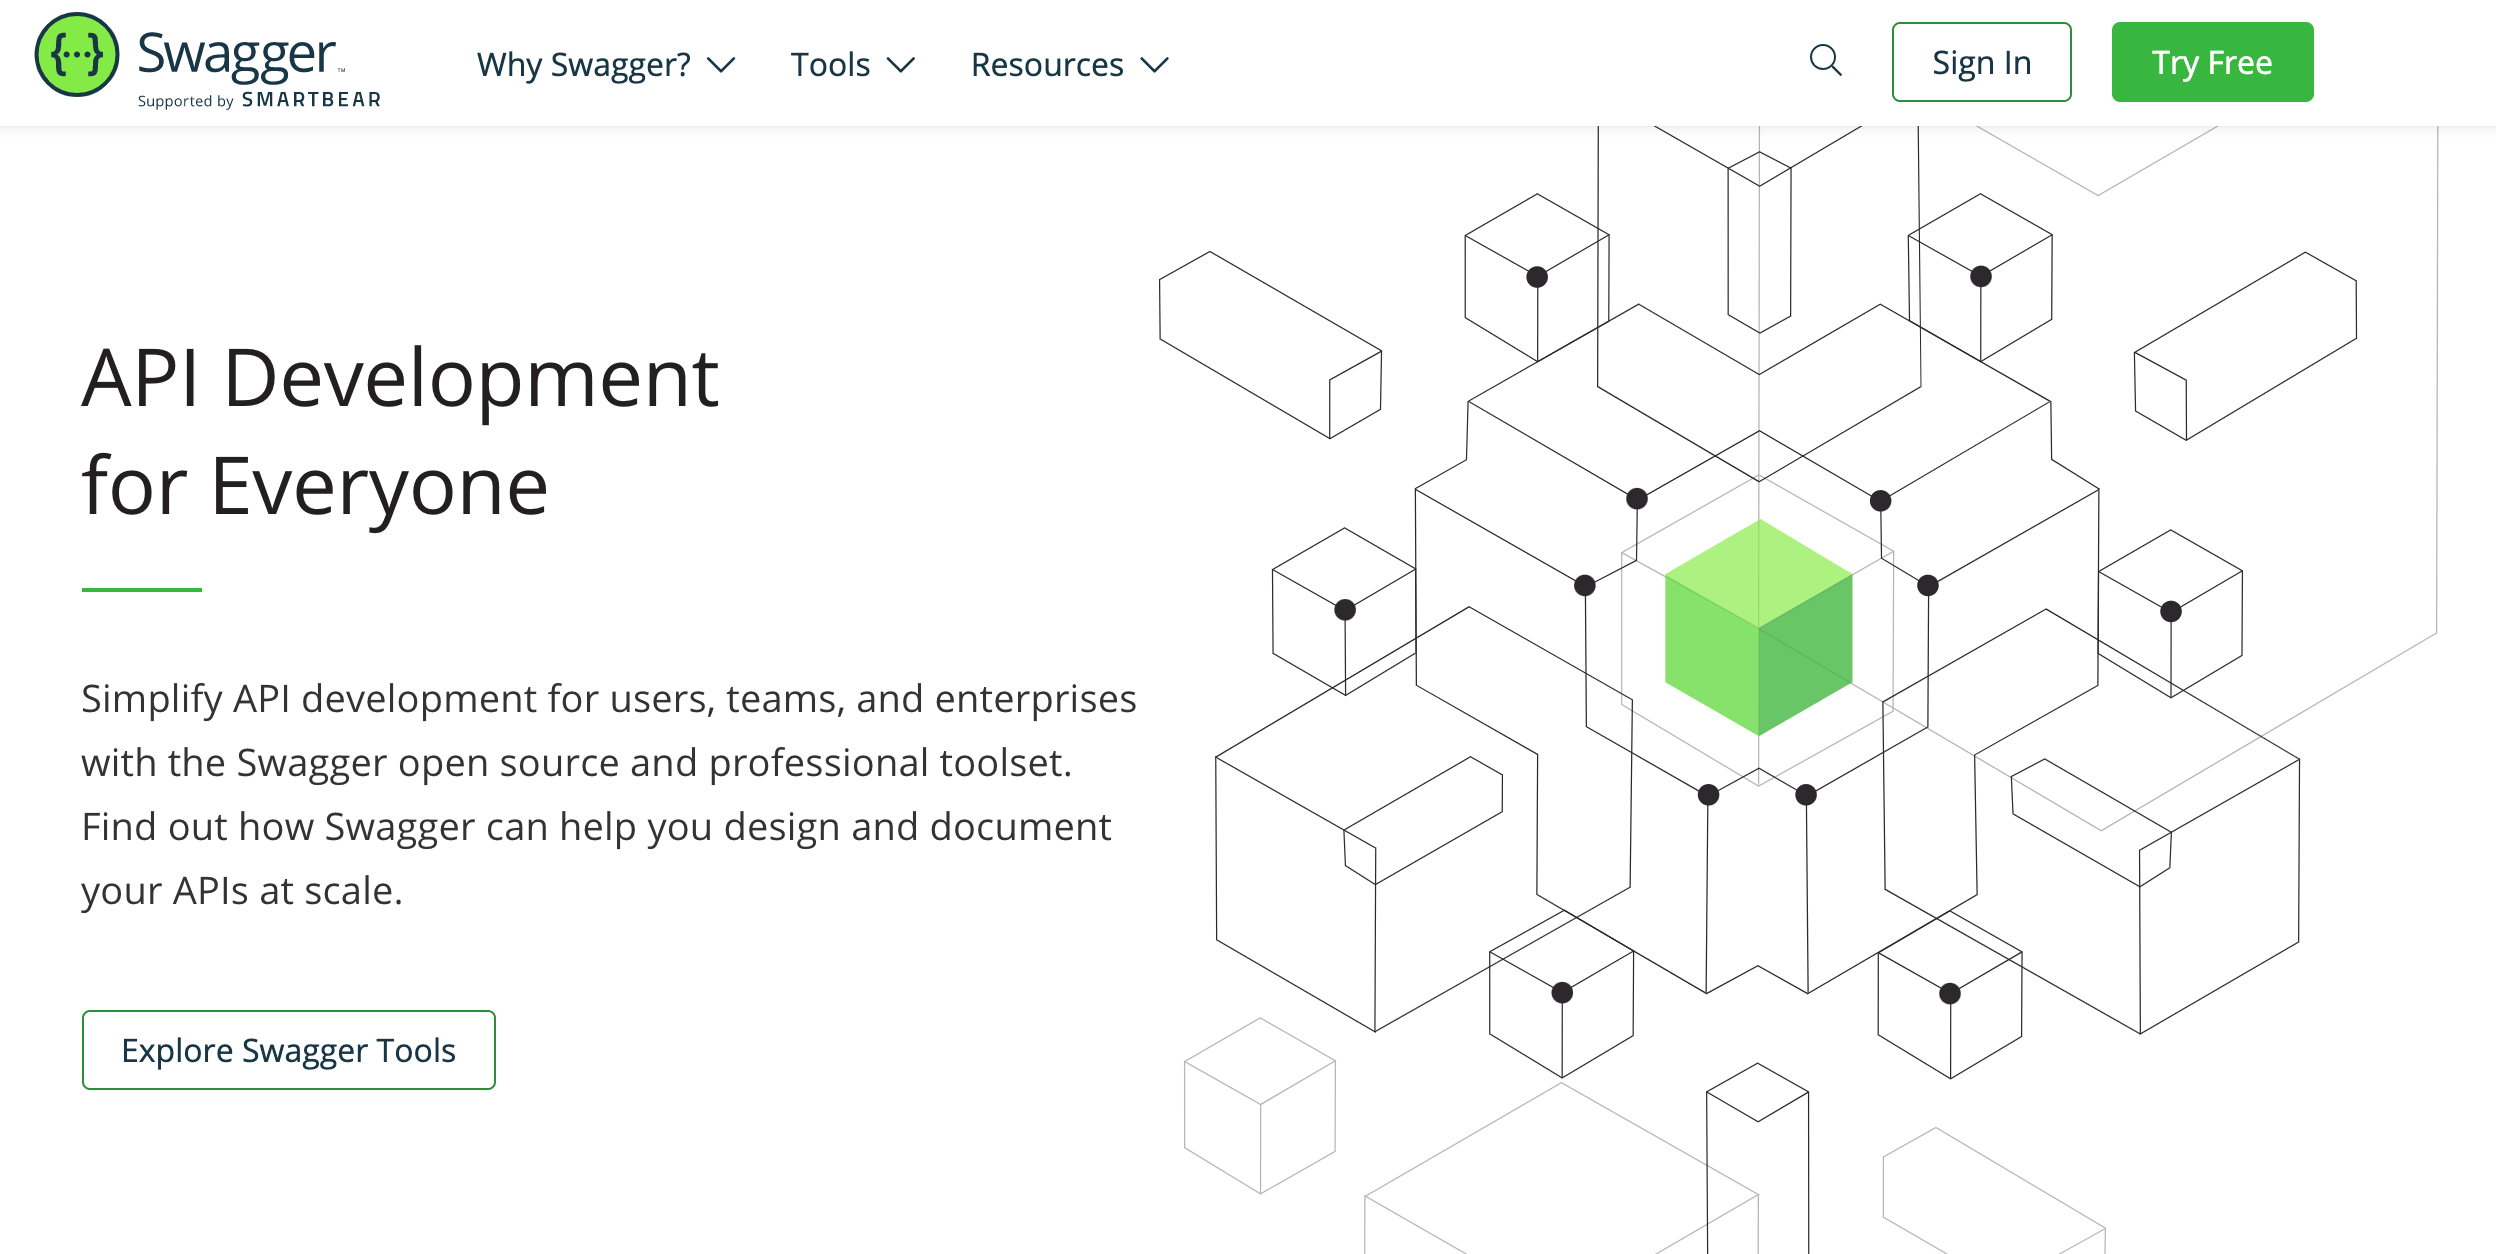 {...} Swagger™
Supported by SMARTBEAR
Why Swagger? Tools Resources Sign In Try Free
API Development
for Everyone
Simplify API development for users, teams, and enterprises
with the Swagger open source and professional toolset.
Find out how Swagger can help you design and document
your APIs at scale.
Explore Swagger Tools